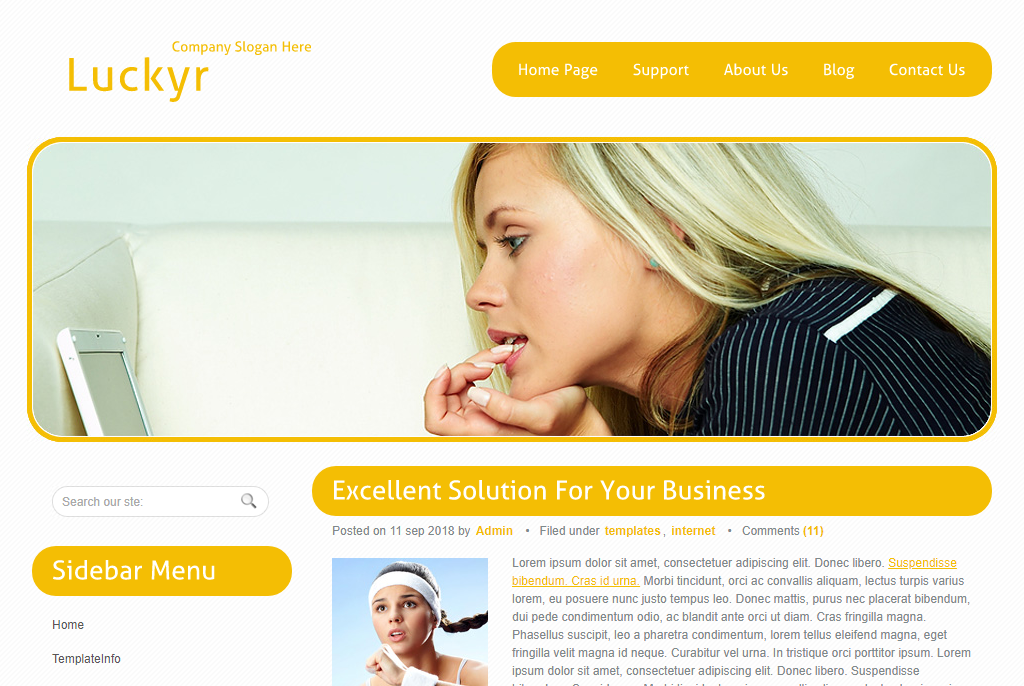 Company Slogan Here
Luckyr
Home Page Support About Us Blog Contact Us
Search our ste:
Sidebar Menu
Home
TemplateInfo
Excellent Solution For Your Business
Posted on 11 sep 2018 by Admin • Filed under templates, internet • Comments (11)
Lorem ipsum dolor sit amet, consectetuer adipiscing elit. Donec libero. Suspendisse
bibendum. Cras id urna. Morbi tincidunt, orci ac convallis aliquam, lectus turpis varius
lorem, eu posuere nunc justo tempus leo. Donec mattis, purus nec placerat bibendum,
dui pede condimentum odio, ac blandit ante orci ut diam. Cras fringilla magna.
Phasellus suscipit, leo a pharetra condimentum, lorem tellus eleifend magna, eget
fringilla velit magna id neque. Curabitur vel urna. In tristique orci porttitor ipsum. Lorem
ipsum dolor sit amet, consectetuer adipiscing elit. Donec libero. Suspendisse